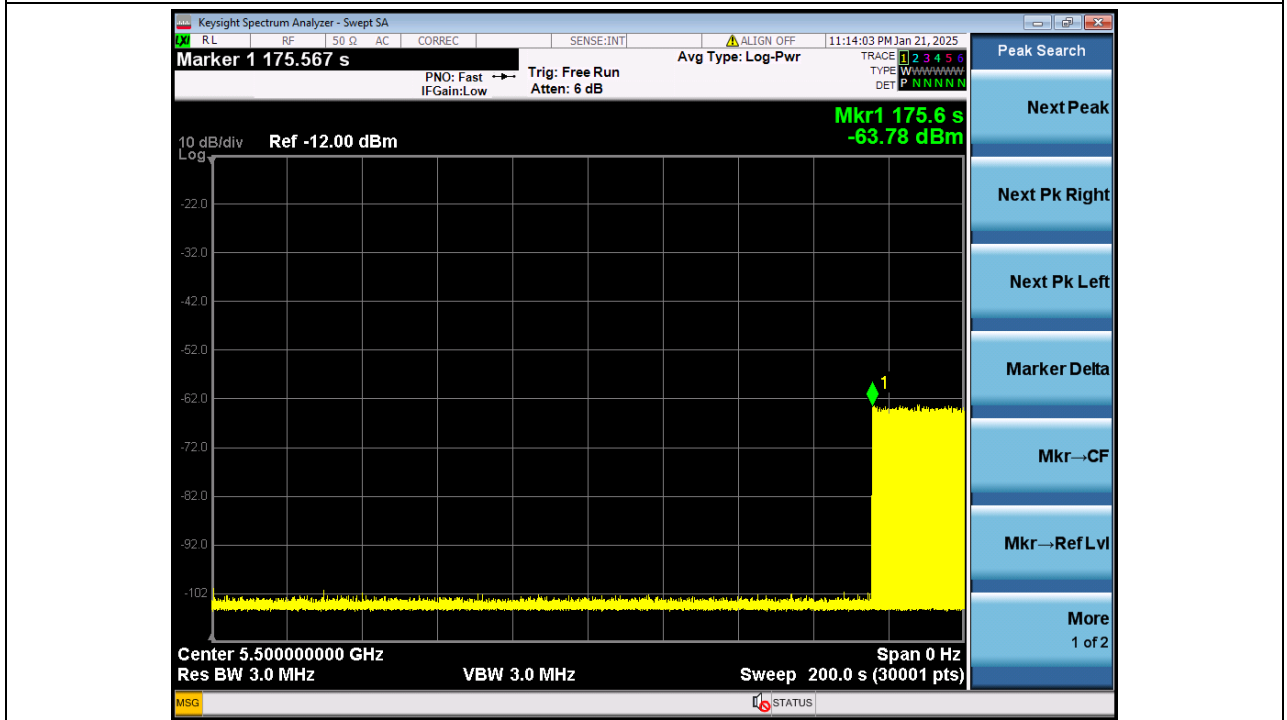 Keysight Spectrum Analyzer - Swept SA
LXI RL RF 50 Ω AC CORREC SENSE:INT ALIGN OFF 11:14:03 PM Jan 21, 2025
Marker 1 175.567 s
PNO: Fast
IFGain:Low
Trig: Free Run
Atten: 6 dB
Avg Type: Log-Pwr
TRACE 1 2 3 4 5 6
TYPE WWWWWW
DET P N N N N N
Mkr1 175.6 s
-63.78 dBm
10 dB/div Ref -12.00 dBm
Log
-22.0
-32.0
-42.0
-52.0
-62.0
-72.0
-82.0
-92.0
-102
1
Center 5.500000000 GHz Span 0 Hz
Res BW 3.0 MHz VBW 3.0 MHz Sweep 200.0 s (30001 pts)
MSG STATUS
Peak Search
Next Peak
Next Pk Right
Next Pk Left
Marker Delta
Mkr→CF
Mkr→Ref Lvl
More
1 of 2